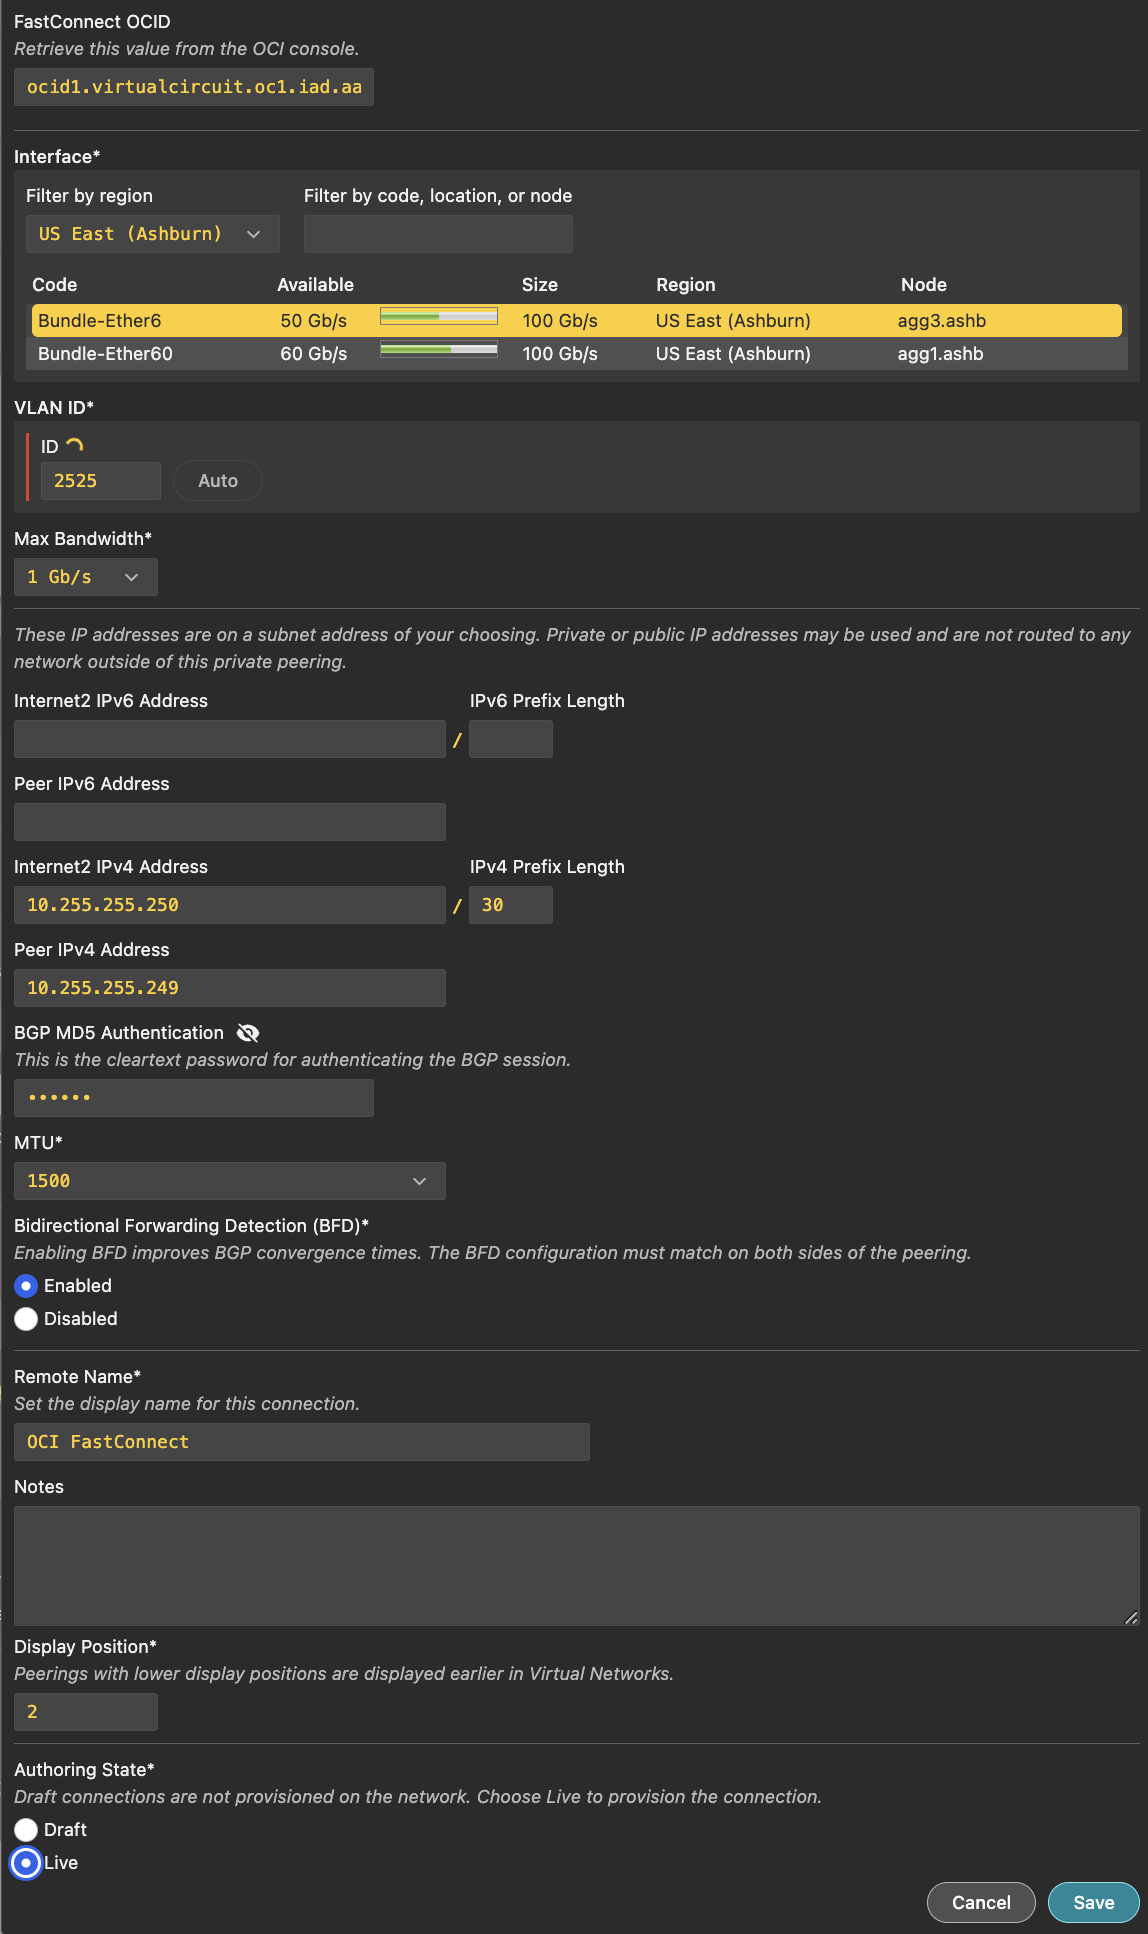 FastConnect OCID
Retrieve this value from the OCI console.
ocid1.virtualcircuit.oc1.iad.aa
Interface*
Filter by region Filter by code, location, or node
US East (Ashburn)
Code Available Size Region Node
Bundle-Ether6 50 Gb/s 100 Gb/s US East (Ashburn) agg3.ashb
Bundle-Ether60 60 Gb/s 100 Gb/s US East (Ashburn) agg1.ashb
VLAN ID*
ID
2525 Auto
Max Bandwidth*
1 Gb/s
These IP addresses are on a subnet address of your choosing. Private or public IP addresses may be used and are not routed to any
network outside of this private peering.
Internet2 IPv6 Address IPv6 Prefix Length
/
Peer IPv6 Address
Internet2 IPv4 Address IPv4 Prefix Length
10.255.255.250 / 30
Peer IPv4 Address
10.255.255.249
BGP MD5 Authentication
This is the cleartext password for authenticating the BGP session.
••••••
MTU*
1500
Bidirectional Forwarding Detection (BFD)*
Enabling BFD improves BGP convergence times. The BFD configuration must match on both sides of the peering.
Enabled
Disabled
Remote Name*
Set the display name for this connection.
OCI FastConnect
Notes
Display Position*
Peerings with lower display positions are displayed earlier in Virtual Networks.
2
Authoring State*
Draft connections are not provisioned on the network. Choose Live to provision the connection.
Draft
Live
Cancel Save